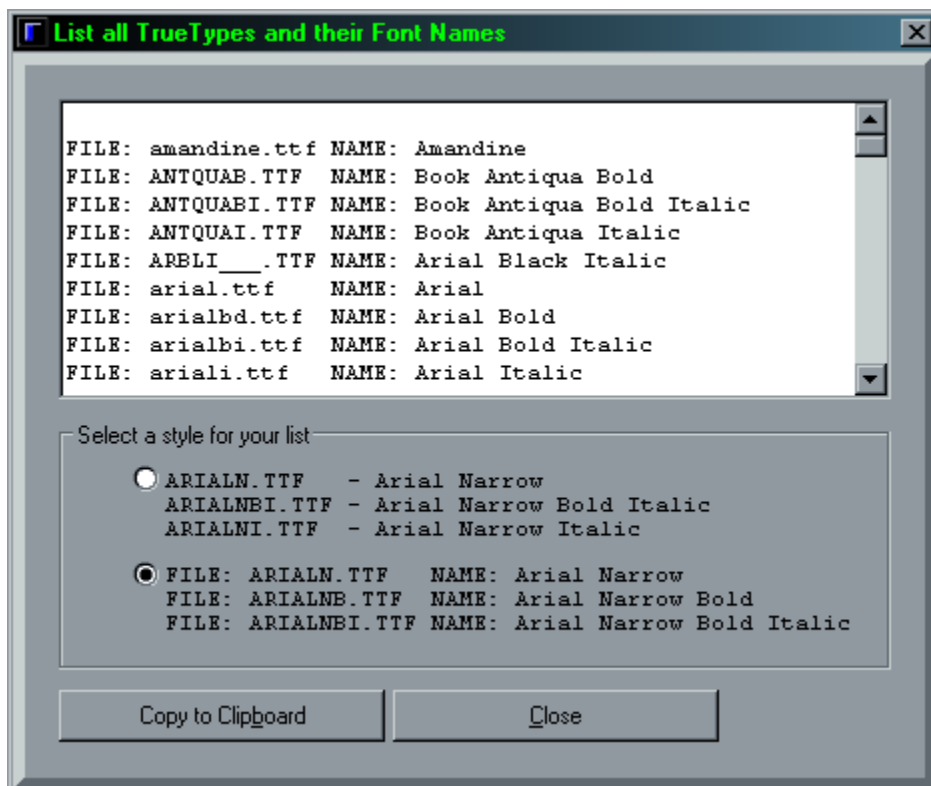 List all TrueTypes and their Font Names
FILE: amandine.ttf NAME: Amandine
FILE: ANTQUAB.TTF  NAME: Book Antiqua Bold
FILE: ANTQUABI.TTF NAME: Book Antiqua Bold Italic
FILE: ANTQUAI.TTF  NAME: Book Antiqua Italic
FILE: ARBLI___.TTF NAME: Arial Black Italic
FILE: arial.ttf    NAME: Arial
FILE: arialbd.ttf  NAME: Arial Bold
FILE: arialbi.ttf  NAME: Arial Bold Italic
FILE: ariali.ttf   NAME: Arial Italic
Select a style for your list
ARIALN.TTF   - Arial Narrow
ARIALNBI.TTF - Arial Narrow Bold Italic
ARIALNI.TTF  - Arial Narrow Italic
FILE: ARIALN.TTF   NAME: Arial Narrow
FILE: ARIALNB.TTF  NAME: Arial Narrow Bold
FILE: ARIALNBI.TTF NAME: Arial Narrow Bold Italic
Copy to Clipboard
Close